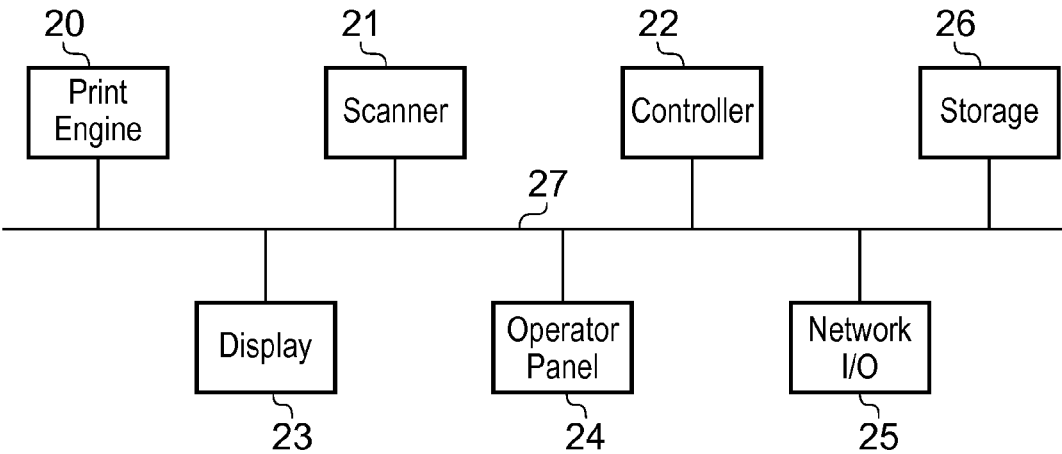 20
21
22
26
Print
Engine
Scanner
Controller
Storage
27
Display
Operator
Panel
Network
I/O
23
24
25